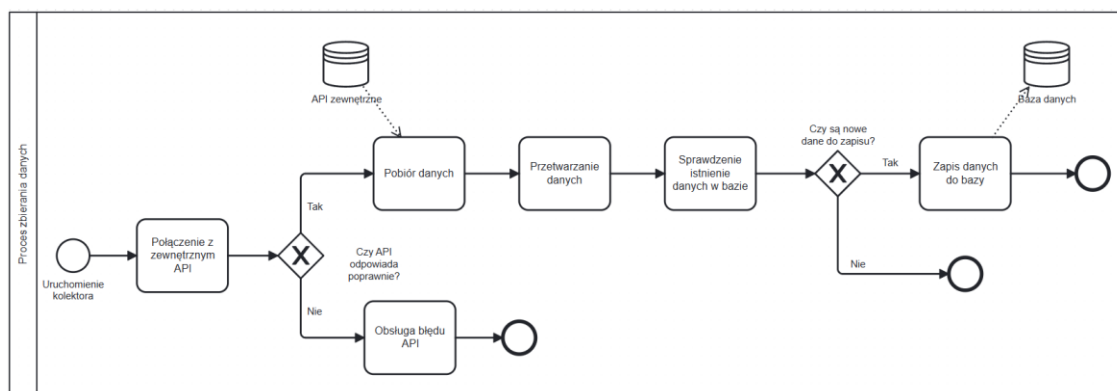 Proces zbierania danych
Uruchomienie
kolektora
Połączenie z
zewnętrznym
API
Czy API
odpowiada
poprawnie?
Tak
Nie
API zewnętrzne
Pobiór danych
Przetwarzanie
danych
Sprawdzenie
istnienie
danych w bazie
Czy są nowe
dane do zapisu?
Tak
Nie
Zapis danych
do bazy
Baza danych
Obsługa błędu
API